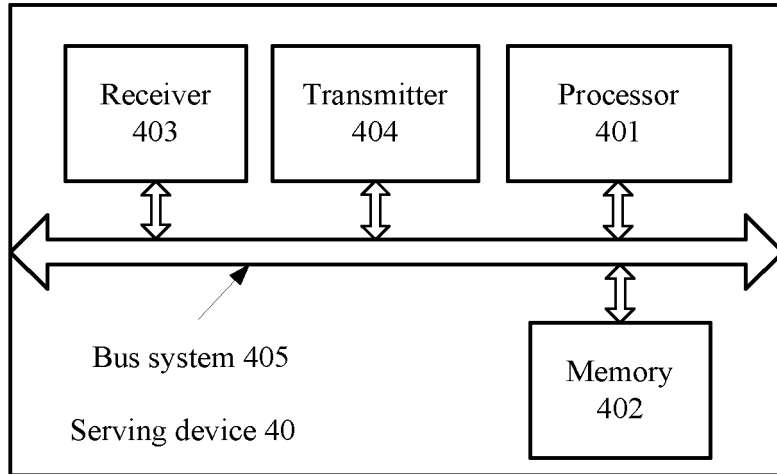 Receiver
403
Transmitter
404
Processor
401
Bus system 405
Memory
402
Serving device 40